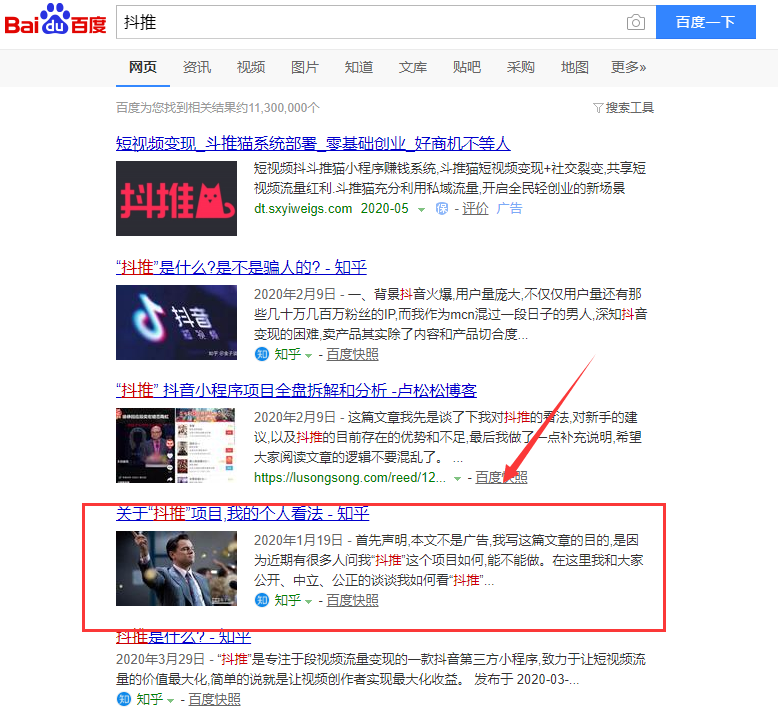 Bai du 百度
抖推
百度一下
网页 资讯 视频 图片 知道 文库 贴吧 采购 地图 更多»
百度为您找到相关结果约11,300,000个
搜索工具
短视频变现_斗推猫系统部署_零基础创业_好商机不等人
抖推
短视频抖斗推猫小程序赚钱系统,斗推猫短视频变现+社交裂变,共享短
视频流量红利.斗推猫充分利用私域流量,开启全民轻创业的新场景
dt.sxyiweigs.com 2020-05 保 - 评价 广告
“抖推”是什么?是不是骗人的? - 知乎
抖音
短视频
2020年2月9日 - 一、背景抖音火爆,用户量庞大,不仅仅用户量还有那
些几十万几百万粉丝的IP,而我作为mcn混过一段日子的男人,深知抖音
变现的困难,卖产品其实除了内容和产品切合度...
知 知乎 - 百度快照
“抖推” 抖音小程序项目全盘拆解和分析 -卢松松博客
2020年2月9日 - 这篇文章我先是谈了下我对抖推的看法,对新手的建
议,以及抖推的目前存在的优势和不足,最后我做了一点补充说明,希望
大家阅读文章的逻辑不要混乱了。 ...
https://lusongsong.com/reed/12... - 百度快照
关于“抖推”项目,我的个人看法 - 知乎
2020年1月19日 - 首先声明,本文不是广告,我写这篇文章的目的,是因
为近期有很多人问我“抖推”这个项目如何,能不能做。在这里我和大家
公开、中立、公正的谈谈我如何看“抖推”...
知 知乎 - 百度快照
抖推是什么? - 知乎
2020年3月29日 - “抖推”是专注于段视频流量变现的一款抖音第三方小程序,致力于让短视频流
量的价值最大化,简单的说就是让视频创作者实现最大化收益。 发布于 2020-03-...
知 知乎 - 百度快照